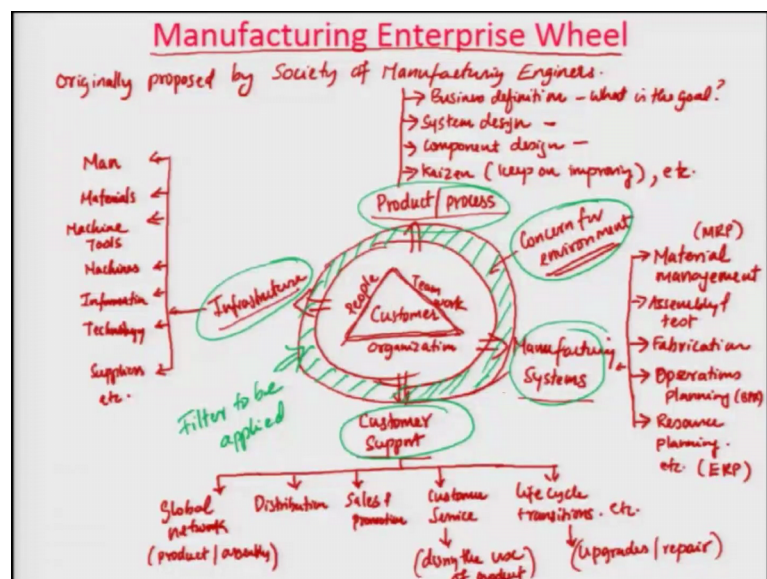 Manufacturing Enterprise Wheel
Originally proposed by Society of Manufacturing Engineers.
Business definition – What is the goal?
System design –
Component design –
Kaizen (keep on improving), etc.
Product/process
Concern for
environment
Man
Materials
Machine
Tools
Machines
Information
Technology
Suppliers
etc.
Infrastructure
People
Team
work
Customer
Organization
Manufacturing
Systems
(MRP)
Material
management
Assembly &
test
Fabrication
Operations
Planning
Resource
planning.
etc. (ERP)
Filter to be
applied
Customer
Support
Global
network
(product/assembly)
Distribution
Sales &
promotion
Customer
Service
(during the use
of product
Life cycle
transitions. etc.
(Upgrades/repair)